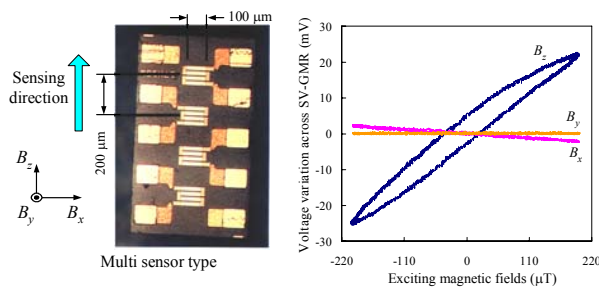 100 μm
Sensing
direction
200 μm
B_z
B_y
B_x
Multi sensor type
Voltage variation across SV-GMR (mV)
30
20
10
0
-10
-20
-30
B_z
B_y
B_x
-220
-110
0
110
220
Exciting magnetic fields (μT)